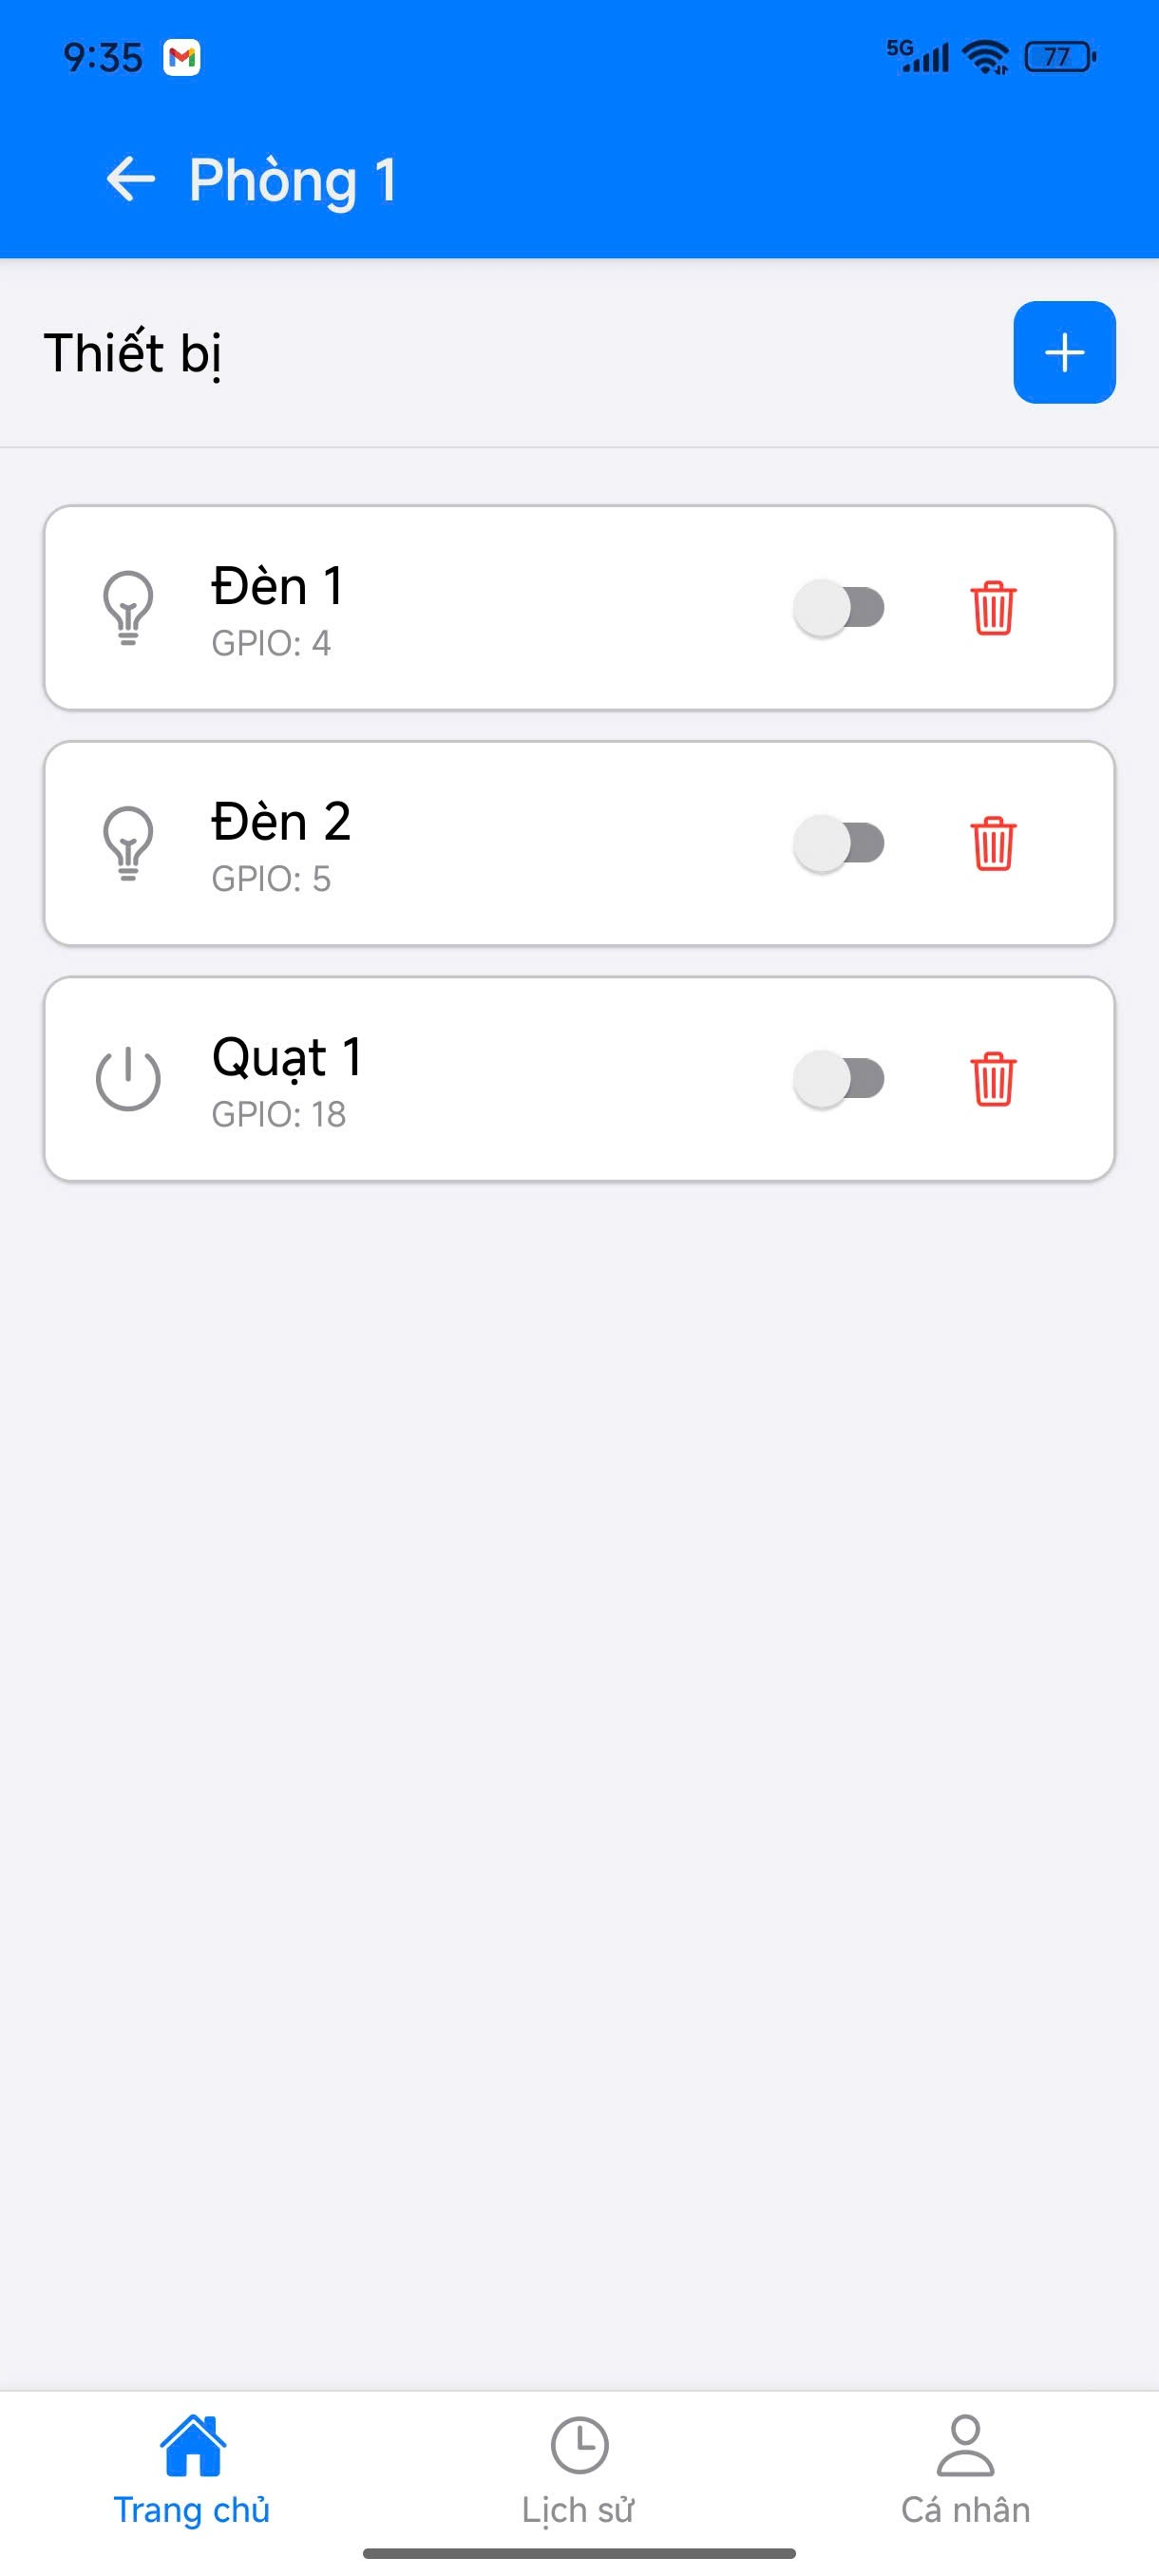 9:35
5G
77
Phòng 1
Thiết bị
Đèn 1
GPIO: 4
Đèn 2
GPIO: 5
Quạt 1
GPIO: 18
Trang chủ
Lịch sử
Cá nhân